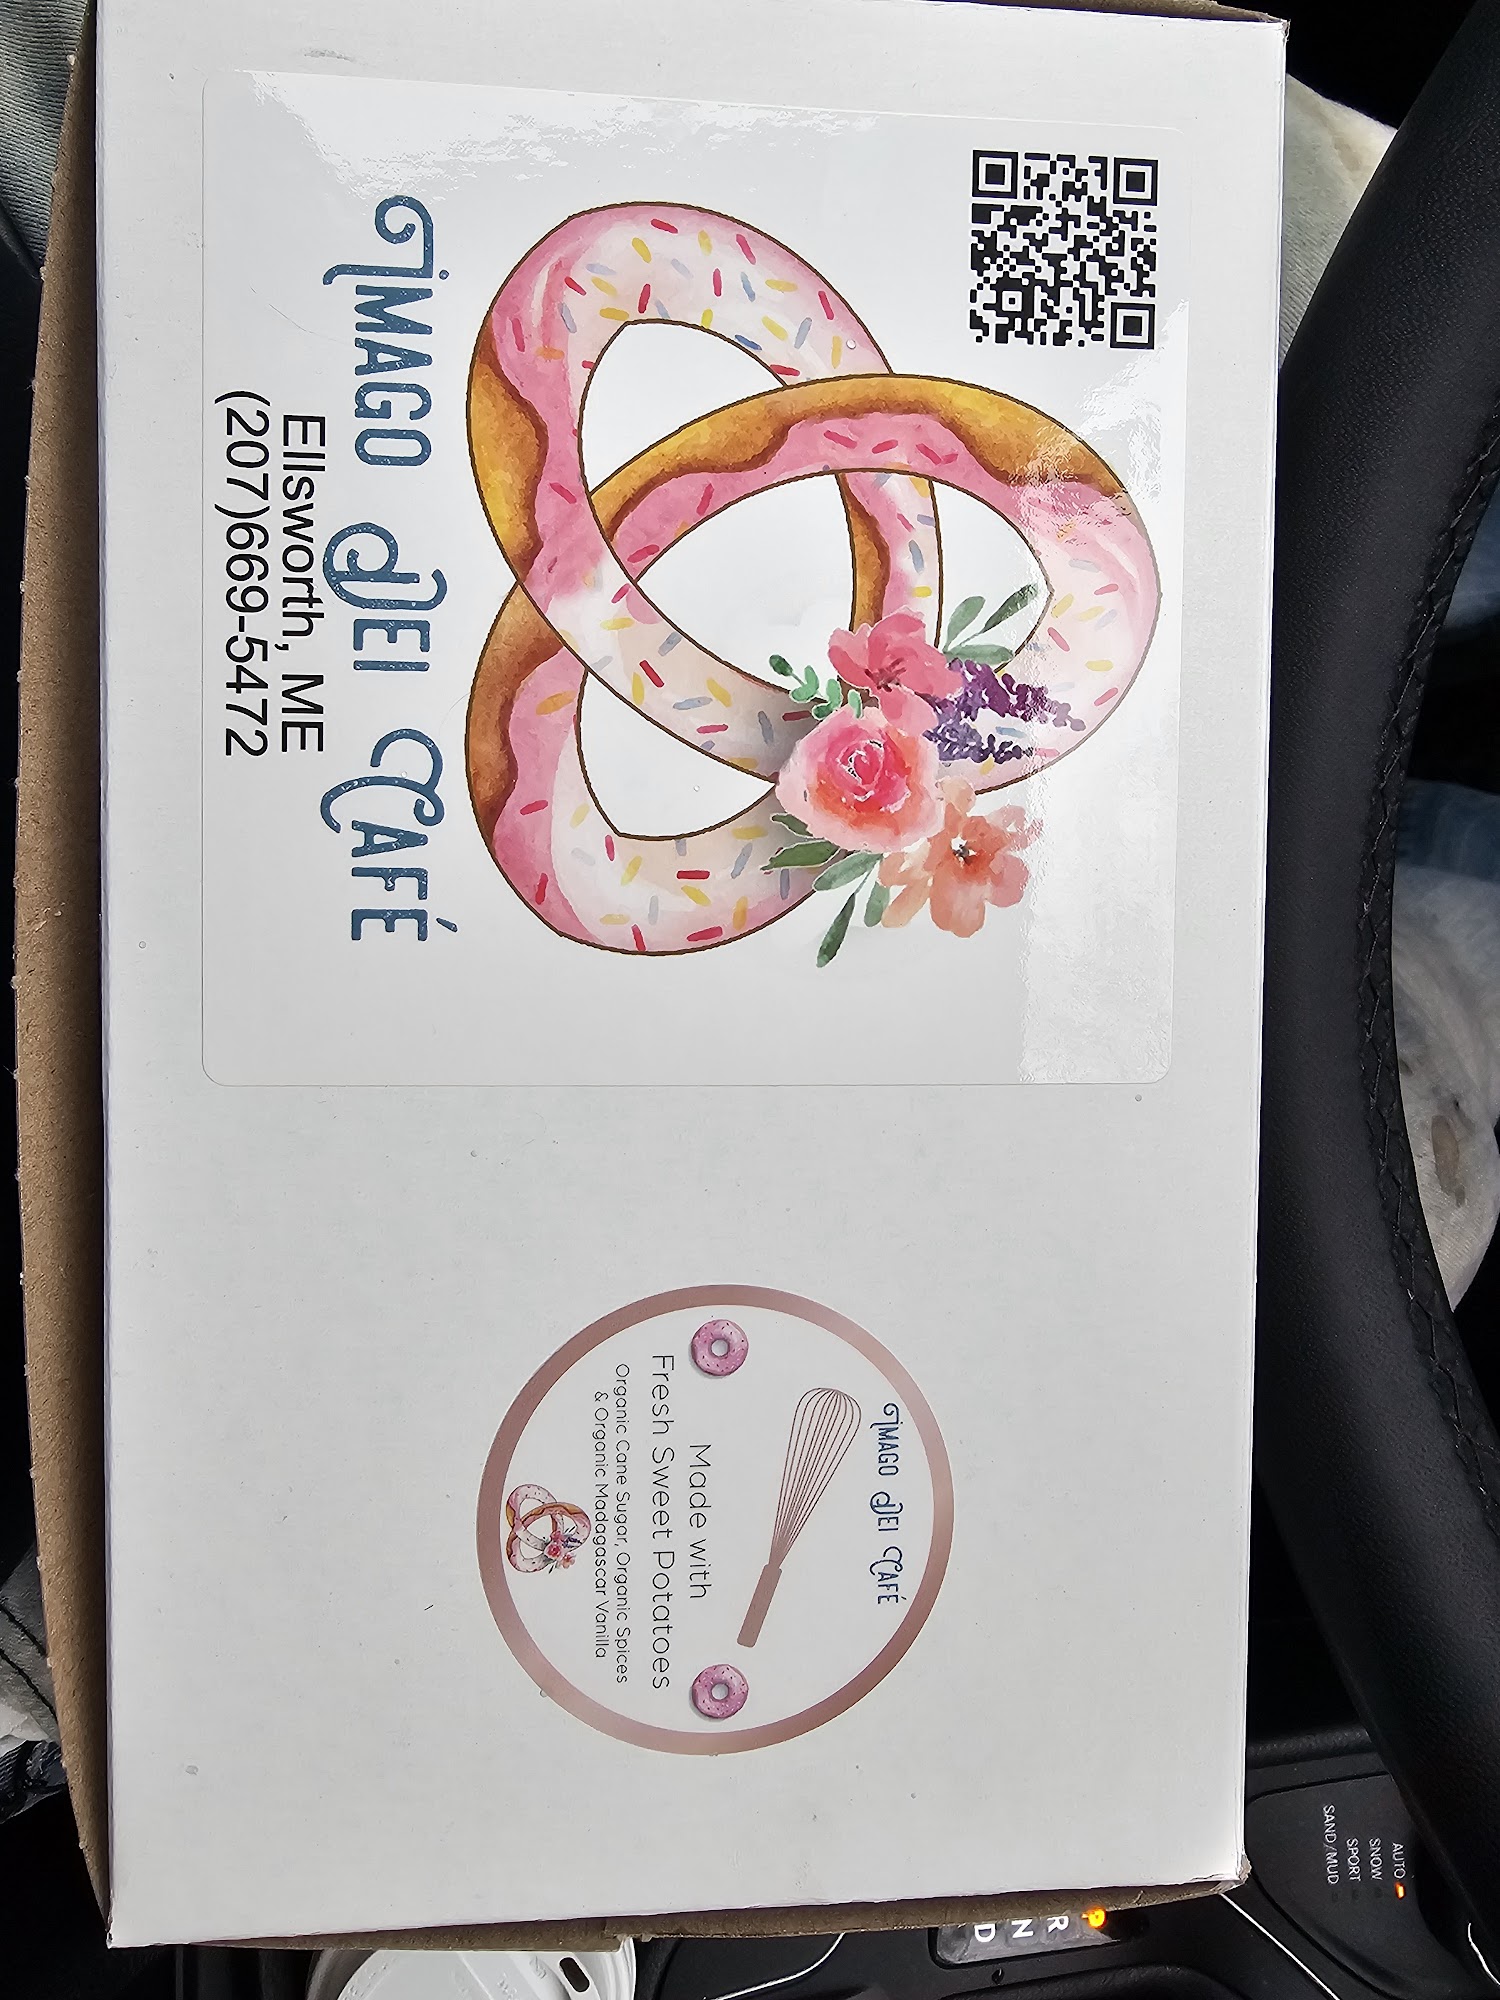 Imago Dei Café
Ellsworth, ME
(207)669-5472
Imago Dei Café
Made with
Fresh Sweet Potatoes
Organic Cane Sugar, Organic Spices
& Organic Madagascar Vanilla
AUTO
SNOW
SPORT
SAND/MUD
R
N
D